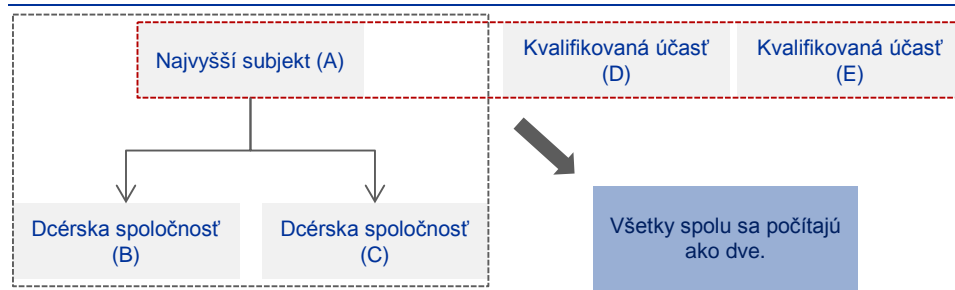 Najvyšší subjekt (A)
Kvalifikovaná účasť
(D)
Kvalifikovaná účasť
(E)
Dcérska spoločnosť
(B)
Dcérska spoločnosť
(C)
Všetky spolu sa počítajú
ako dve.